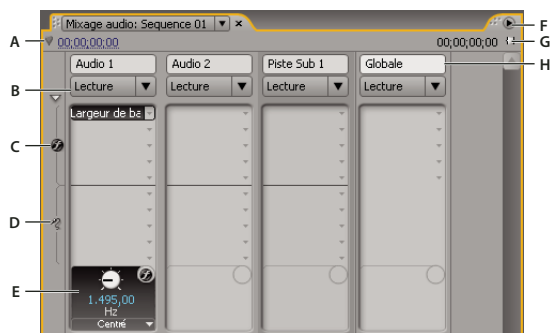 Mixage audio: Sequence 01
F
A
00;00;00;00
00;00;00;00
G
Audio 1
Audio 2
Piste Sub 1
Globale
H
B
Lecture
Lecture
Lecture
Lecture
Largeur de ba
C
D
E
1.495,00
Hz
Centré